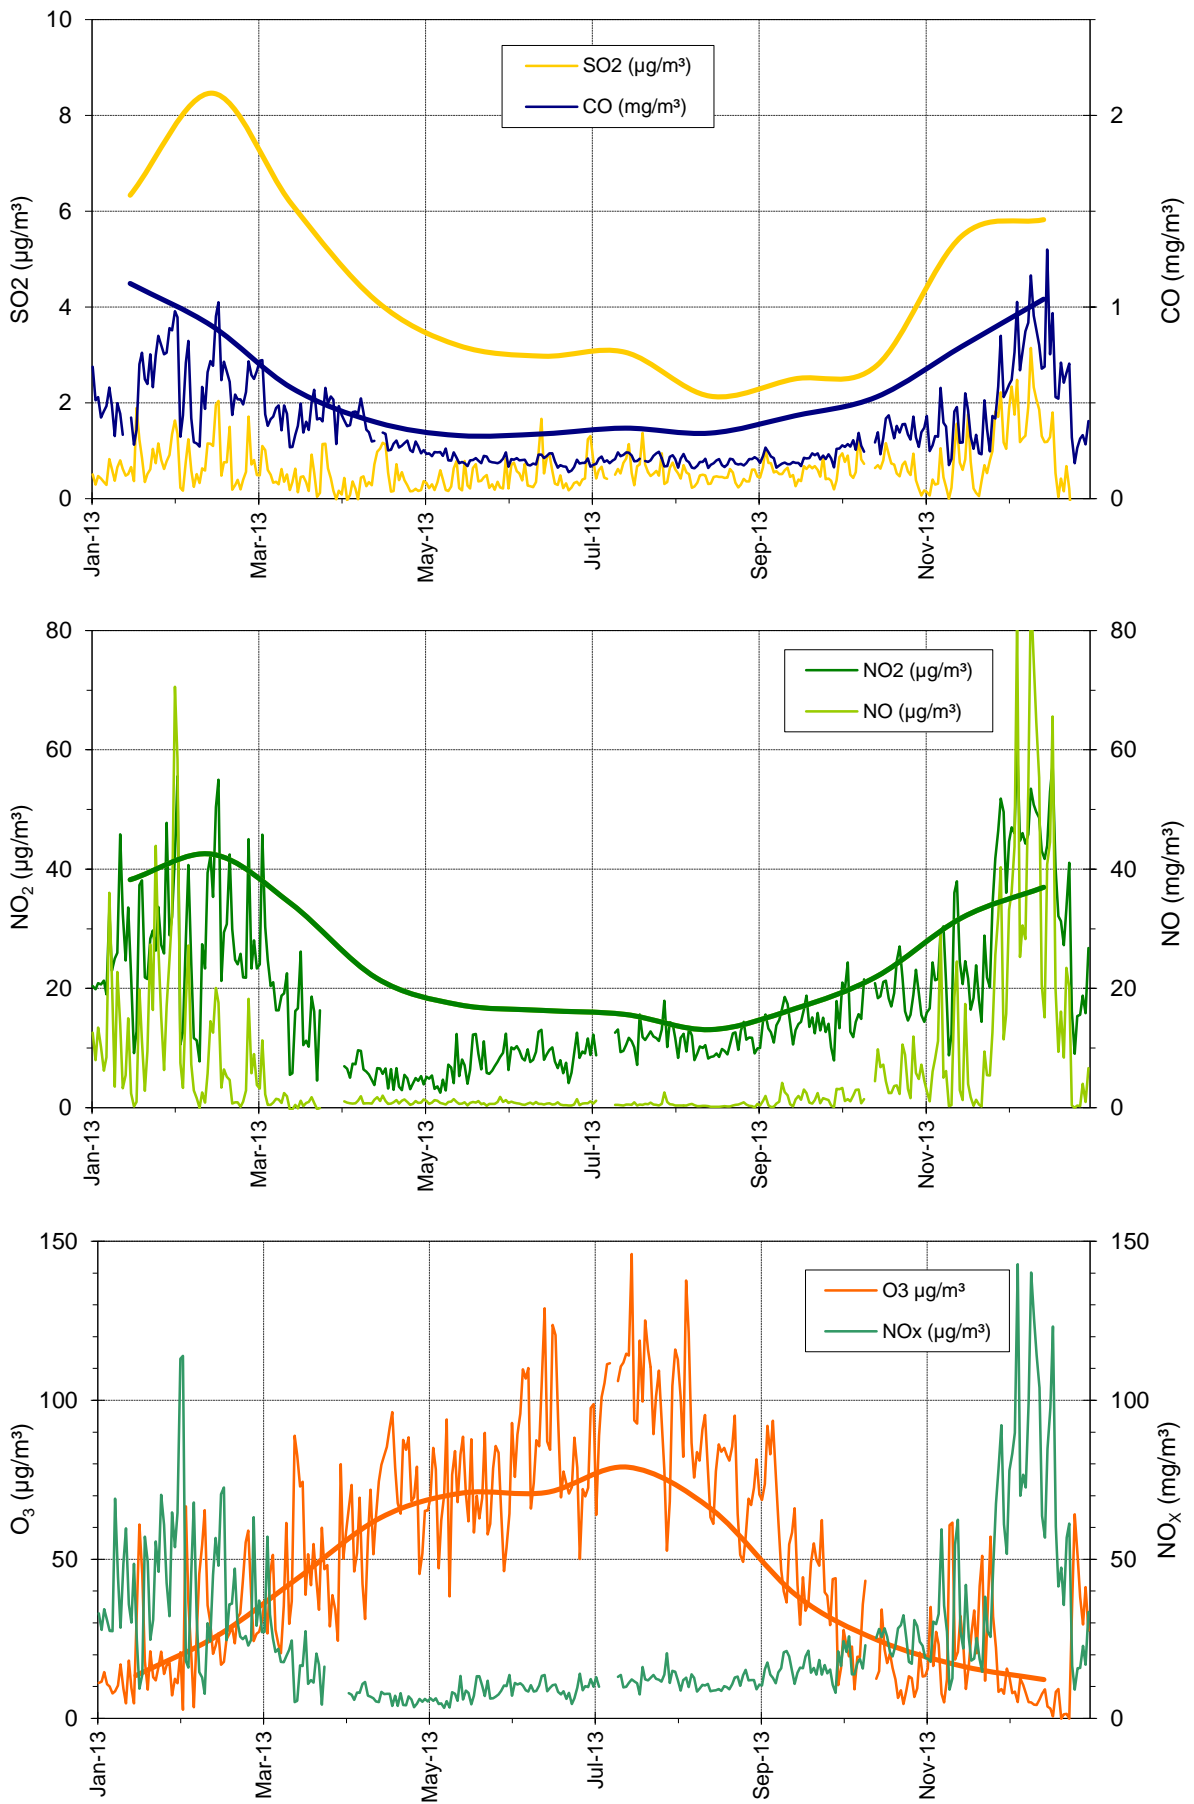 10
8
6
4
2
0
2
1
0
SO2 (µg/m³)
CO (mg/m³)
SO2 (µg/m³)
CO (mg/m³)
Jan-13
Mar-13
May-13
Jul-13
Sep-13
Nov-13
80
60
40
20
0
80
60
40
20
0
NO2 (µg/m³)
NO (µg/m³)
NO₂ (µg/m³)
NO (mg/m³)
Jan-13
Mar-13
May-13
Jul-13
Sep-13
Nov-13
150
100
50
0
150
100
50
0
O3 µg/m³
NOx (µg/m³)
O₃ (µg/m³)
NOX (mg/m³)
Jan-13
Mar-13
May-13
Jul-13
Sep-13
Nov-13